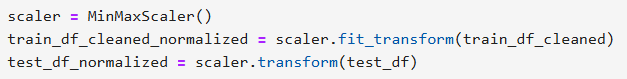 scaler = MinMaxScaler()
train_df_cleaned_normalized = scaler.fit_transform(train_df_cleaned)
test_df_normalized = scaler.transform(test_df)